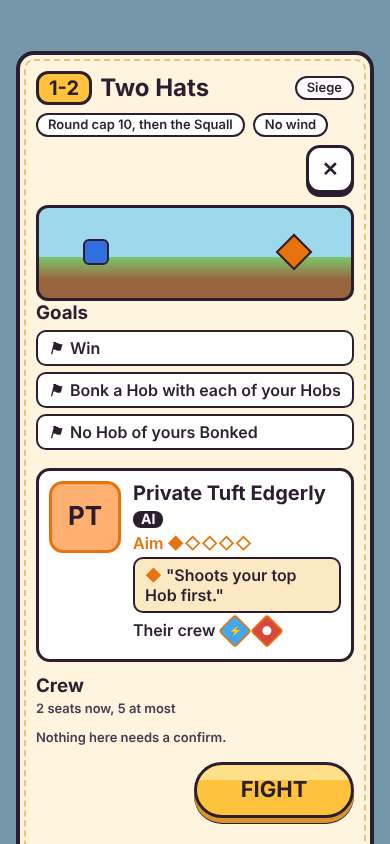 1-2 Two Hats Siege
Round cap 10, then the Squall No wind
×
Goals
Win
Bonk a Hob with each of your Hobs
No Hob of yours Bonked
PT Private Tuft Edgerly
AI
Aim
"Shoots your top
Hob first."
Their crew
Crew
2 seats now, 5 at most
Nothing here needs a confirm.
FIGHT